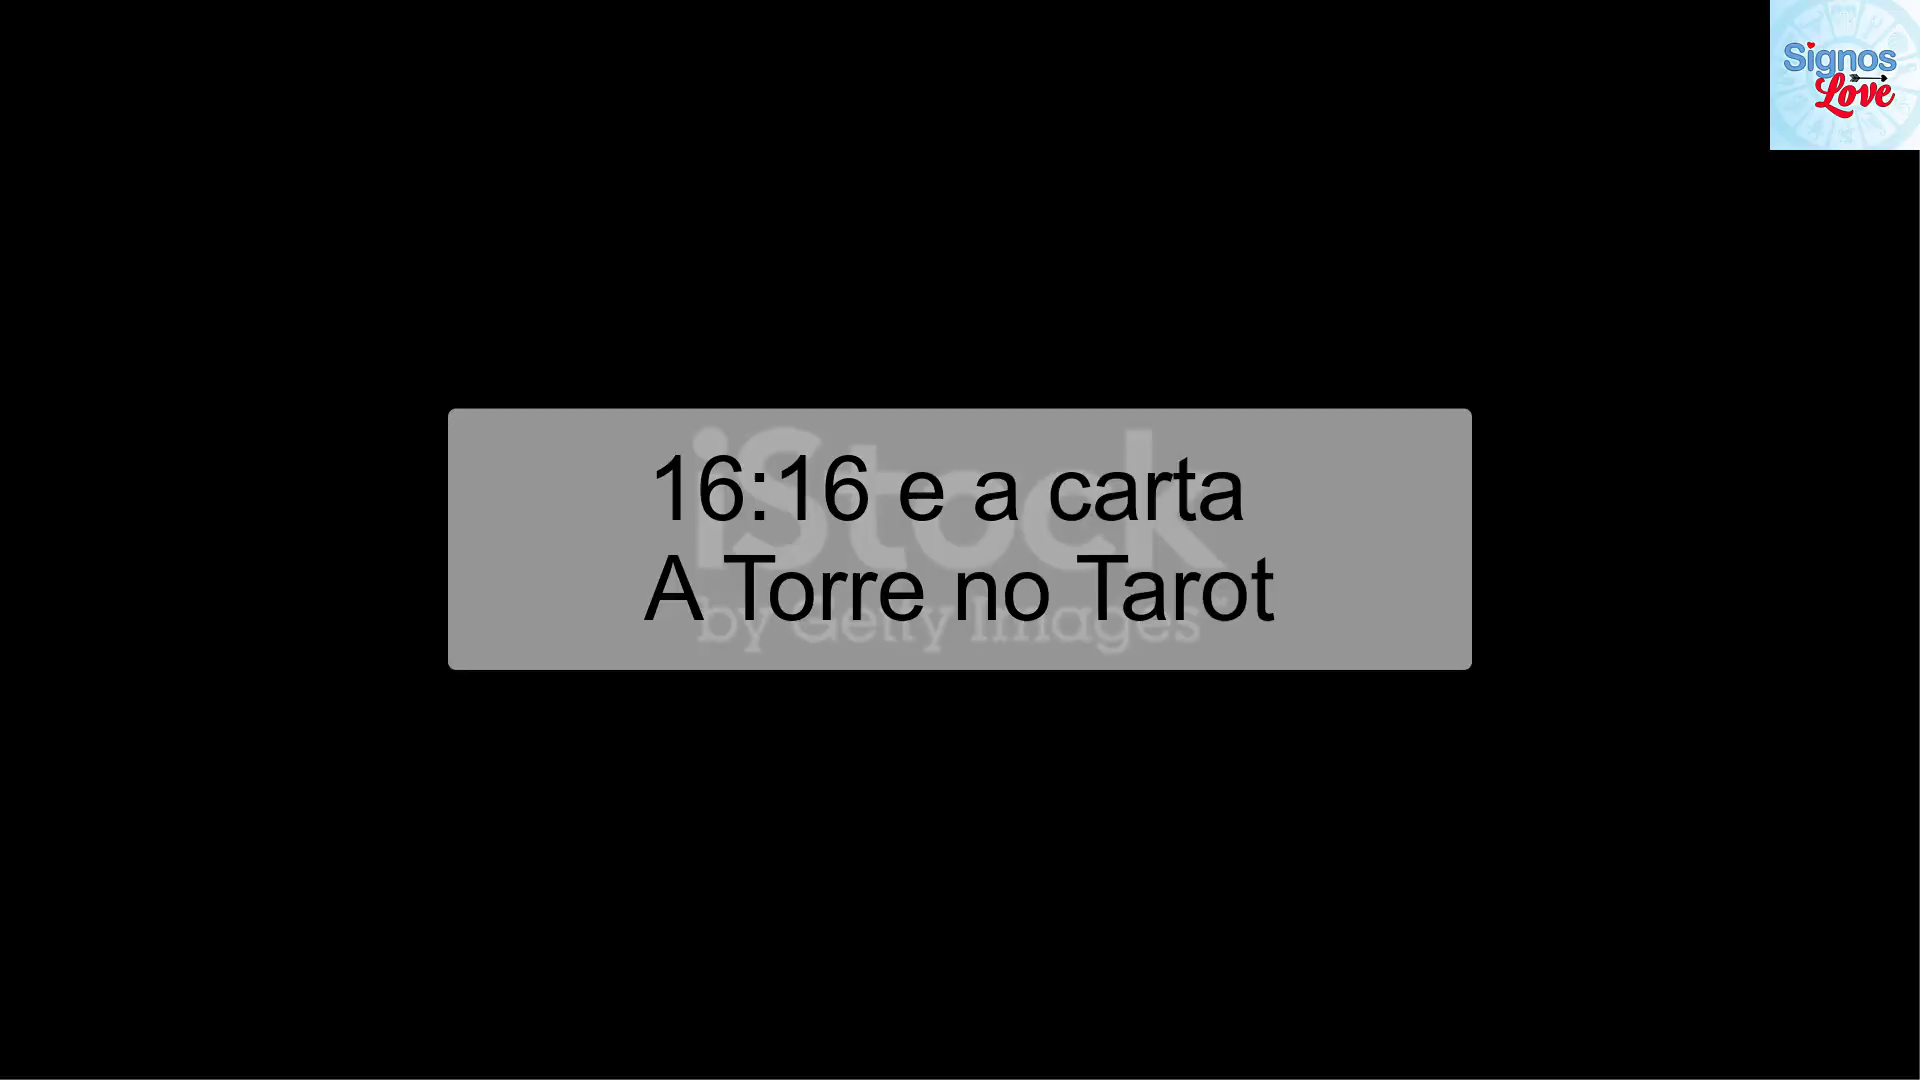 Signos
Love
16:16 e a carta
A Torre no Tarot
iStock
by Getty Images